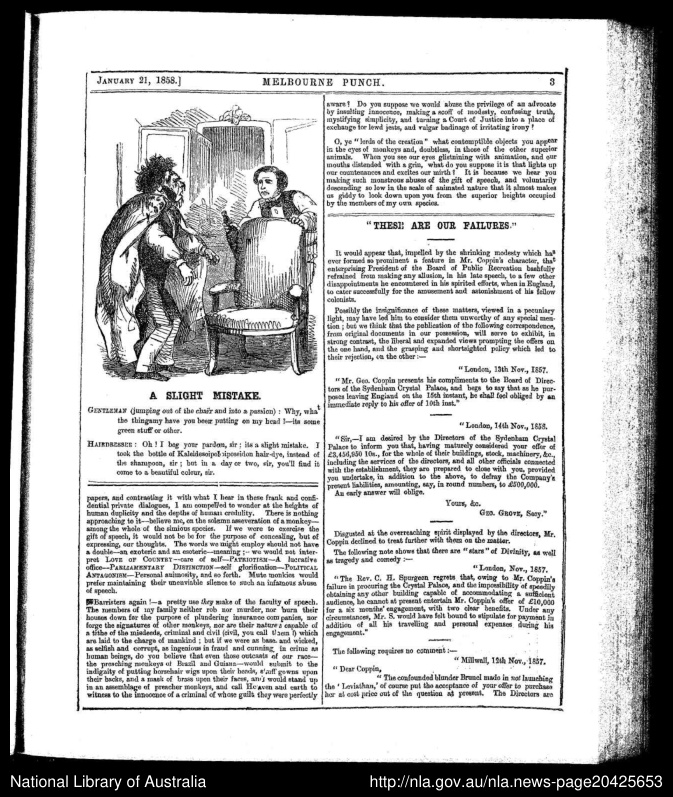 JANUARY 21, 1858.]
MELBOURNE PUNCH.
3
A SLIGHT MISTAKE.
GENTLEMAN (jumping out of the chair and into a passion) : Why, what
the thingamy have you been putting on my head !—its some
green stuff or other.
HAIRDRESSER : Oh ! I beg your pardon, sir ; its a slight mistake. I
took the bottle of Kaleidesoipobiposeidon hair-dye, instead of
the shampoon, sir ; but in a day or two, sir, you'll find it
come to a beautiful colour, sir.
papers, and contrasting it with what I hear in these frank and confi-
dential private dialogues, I am compelled to wonder at the heights of
human duplicity and the depths of human credulity. There is nothing
approaching to it—believe me, on the solemn asseveration of a monkey—
among the whole of the simious species. If we were to exercise the
gift of speech, it would not be be for the purpose of concealing, but of
expressing, our thoughts. The words we might employ should not have
a double—an exoteric and an esoteric—meaning ; we would not inter-
pret LOVE OF COUNTRY—care of self—PATRIOTISM—A lucrative
office—PARLIAMENTARY DISTINCTION—self glorification—POLITICAL
ANTAGONISM—Personal animosity, and so forth. Mute monkies would
prefer maintaining their unenviable silence to such an infamous abuse
of speech.
Barristers again !—a pretty use they make of the faculty of speech.
The members of my family neither rob nor murder, nor burn their
houses down for the purpose of plundering insurance companies, nor
forge the signatures of other monkeys, nor are their natures capable of
a tithe of the misdeeds, criminal and civil (civil, you call them !) which
are laid to the charge of mankind ; but if we were as base and wicked,
as selfish and corrupt, as ingenious in fraud and cunning in crime as
human beings, do you believe that even those outcasts of our race—
the preaching monkeys of Brazil and Guiana—would submit to the
indignity of putting horsehair wigs upon their heads, stuff gowns upon
their backs, and a mask of brass upon their faces, and would stand up
in an assemblage of preacher monkeys, and call Heaven and earth to
witness to the innocence of a criminal of whose guilt they were perfectly
aware ? Do you suppose we would abuse the privilege of an advocate
by insulting innocence, making a scoff of modesty, confusing truth,
mystifying simplicity, and turning a Court of Justice into a place of
exchange for lewd jests, and vulgar badinage of irritating irony ?
O, ye "lords of the creation" what contemptible objects you appear
in the eyes of monkeys and, doubtless, in those of the other superior
animals. When you see our eyes glistening with animation, and our
mouths distended with a grin, what do you suppose it is that lights up
our countenances and excites our mirth ? It is because we hear you
making such monstrous abuses of the gift of speech, and voluntarily
descending so low in the scale of animated nature that it almost makes
us giddy to look down upon you from the superior heights occupied
by the members of my own species.
"THESE ARE OUR FAILURES."
It would appear that, impelled by the shrinking modesty which has
ever formed so prominent a feature in Mr. Coppin's character, that
enterprising President of the Board of Public Recreation bashfully
refrained from making any allusion, in his late speech, to a few other
disappointments he encountered in his spirited efforts, when in England,
to cater successfully for the amusement and astonishment of his fellow
colonists.
Possibly the insignificance of these matters, viewed in a pecuniary
light, may have led him to consider them unworthy of any special men-
tion ; but we think that the publication of the following correspondence,
from original documents in our possession, will serve to exhibit, in
strong contrast, the liberal and expanded views prompting the offers on
the one hand, and the grasping and shortsighted policy which led to
their rejection, on the other :—
"London, 13th Nov., 1857.
"Mr. Geo. Coppin presents his compliments to the Board of Direc-
tors of the Sydenham Crystal Palace, and begs to say that as he pur-
poses leaving England on the 15th instant, he shall feel obliged by an
immediate reply to his offer of 10th inst."
"London, 14th Nov., 1858.
"Sir,—I am desired by the Directors of the Sydenham Crystal
Palace to inform you that, having maturely considered your offer of
£3,456,950 10s., for the whole of their buildings, stock, machinery, &c.,
including the services of the directors, and all other officials connected
with the establishment, they are prepared to close with you, provided
you undertake, in addition to the above, to defray the Company's
present liabilities, amounting, say, in round numbers, to £500,000.
An early answer will oblige.
Yours, &c.
GEO. GROVE, Secy."
Disgusted at the overreaching spirit displayed by the directors, Mr.
Coppin declined to treat further with them on the matter.
The following note shows that there are "stars" of Divinity, as well
as tragedy and comedy :—
"London, Nov., 1857.
"The Rev. C. H. Spurgeon regrets that, owing to Mr. Coppin's
failure in procuring the Crystal Palace, and the impossibility of speedily
obtaining any other building capable of accommodating a sufficient
audience, he cannot at present entertain Mr. Coppin's offer of £10,000
for a six months' engagement, with two clear benefits. Under any
circumstances, Mr. S. would have felt bound to stipulate for payment in
addition of all his travelling and personal expenses during his
engagement."
The following requires no comment :—
"Millwall, 12th Nov., 1857.
"Dear Coppin,
"The confounded blunder Brunel made in not launching
the 'Leviathan,' of course put the acceptance of your offer to purchase
her at cost price out of the question at present. The Directors are
National Library of Australia
http://nla.gov.au/nla.news-page20425653